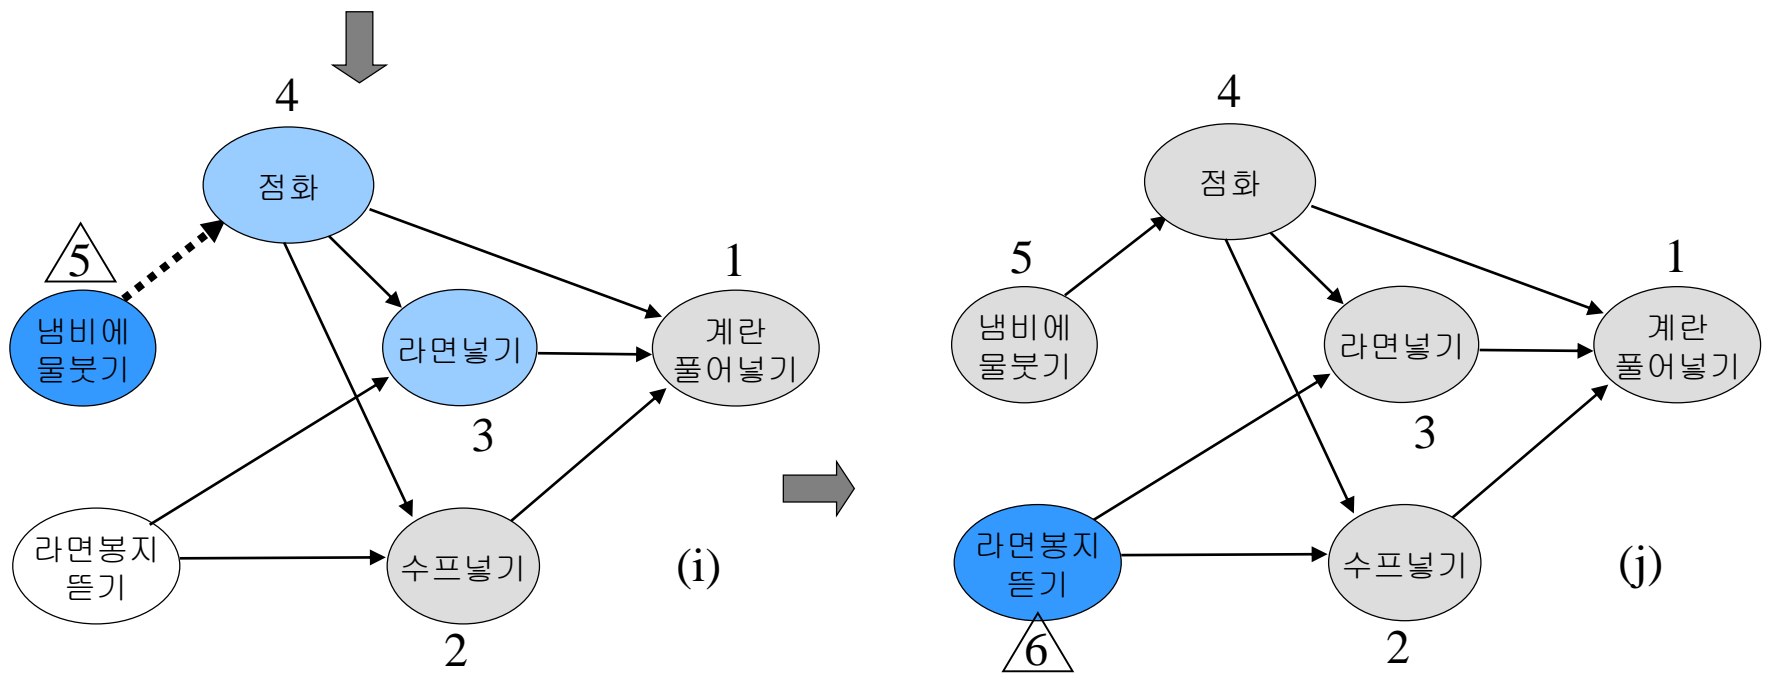 4
점화
5
냄비에
물붓기
라면넣기
3
1
계란
풀어넣기
라면봉지
뜯기
수프넣기
2
(i)
4
점화
5
냄비에
물붓기
라면넣기
3
1
계란
풀어넣기
라면봉지
뜯기
6
수프넣기
2
(j)